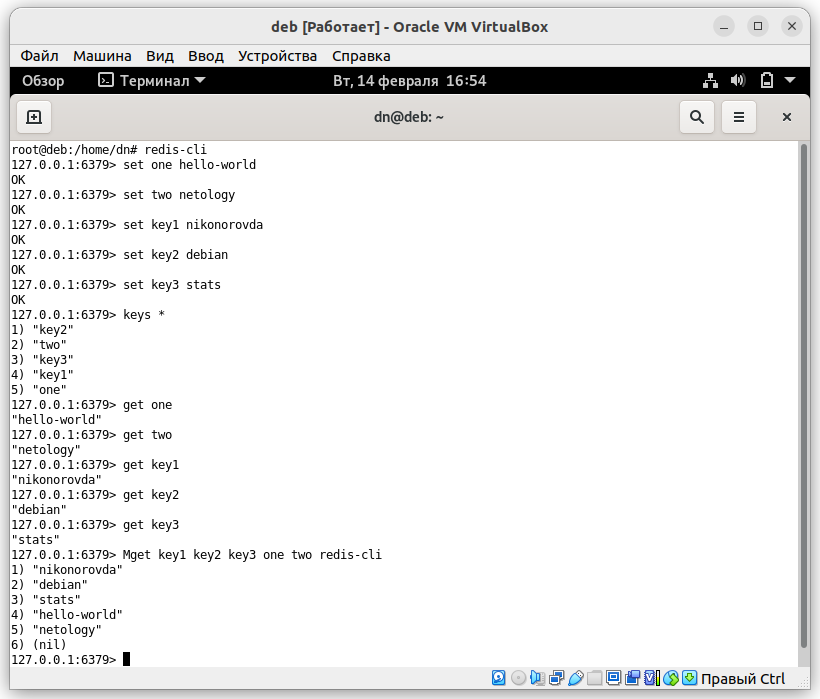 deb [Работает] - Oracle VM VirtualBox
Файл Машина Вид Ввод Устройства Справка
Обзор Терминал Вт, 14 февраля 16:54
dn@deb: ~
root@deb:/home/dn# redis-cli
127.0.0.1:6379> set one hello-world
OK
127.0.0.1:6379> set two netology
OK
127.0.0.1:6379> set key1 nikonorovda
OK
127.0.0.1:6379> set key2 debian
OK
127.0.0.1:6379> set key3 stats
OK
127.0.0.1:6379> keys *
1) "key2"
2) "two"
3) "key3"
4) "key1"
5) "one"
127.0.0.1:6379> get one
"hello-world"
127.0.0.1:6379> get two
"netology"
127.0.0.1:6379> get key1
"nikonorovda"
127.0.0.1:6379> get key2
"debian"
127.0.0.1:6379> get key3
"stats"
127.0.0.1:6379> Mget key1 key2 key3 one two redis-cli
1) "nikonorovda"
2) "debian"
3) "stats"
4) "hello-world"
5) "netology"
6) (nil)
127.0.0.1:6379>
Правый Ctrl